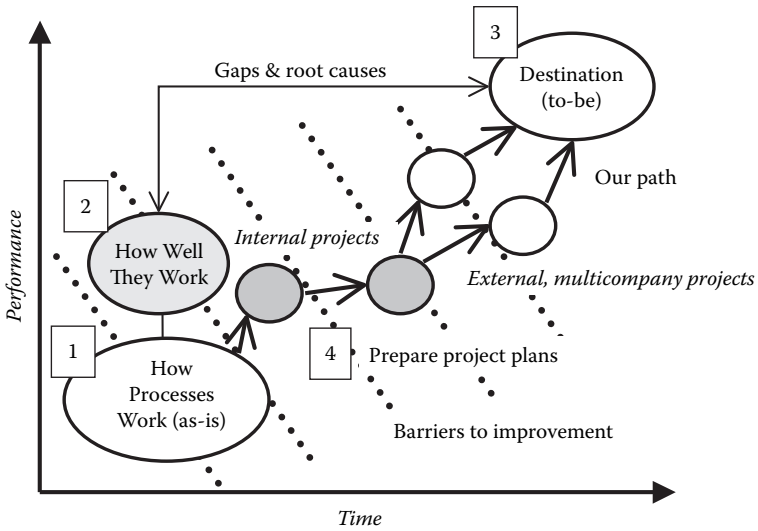 3
Gaps & root causes
Destination
(to-be)
Our path
2
How Well
They Work
Internal projects
External, multicompany projects
Performance
1
4
Prepare project plans
How
Processes
Work (as-is)
Barriers to improvement
Time